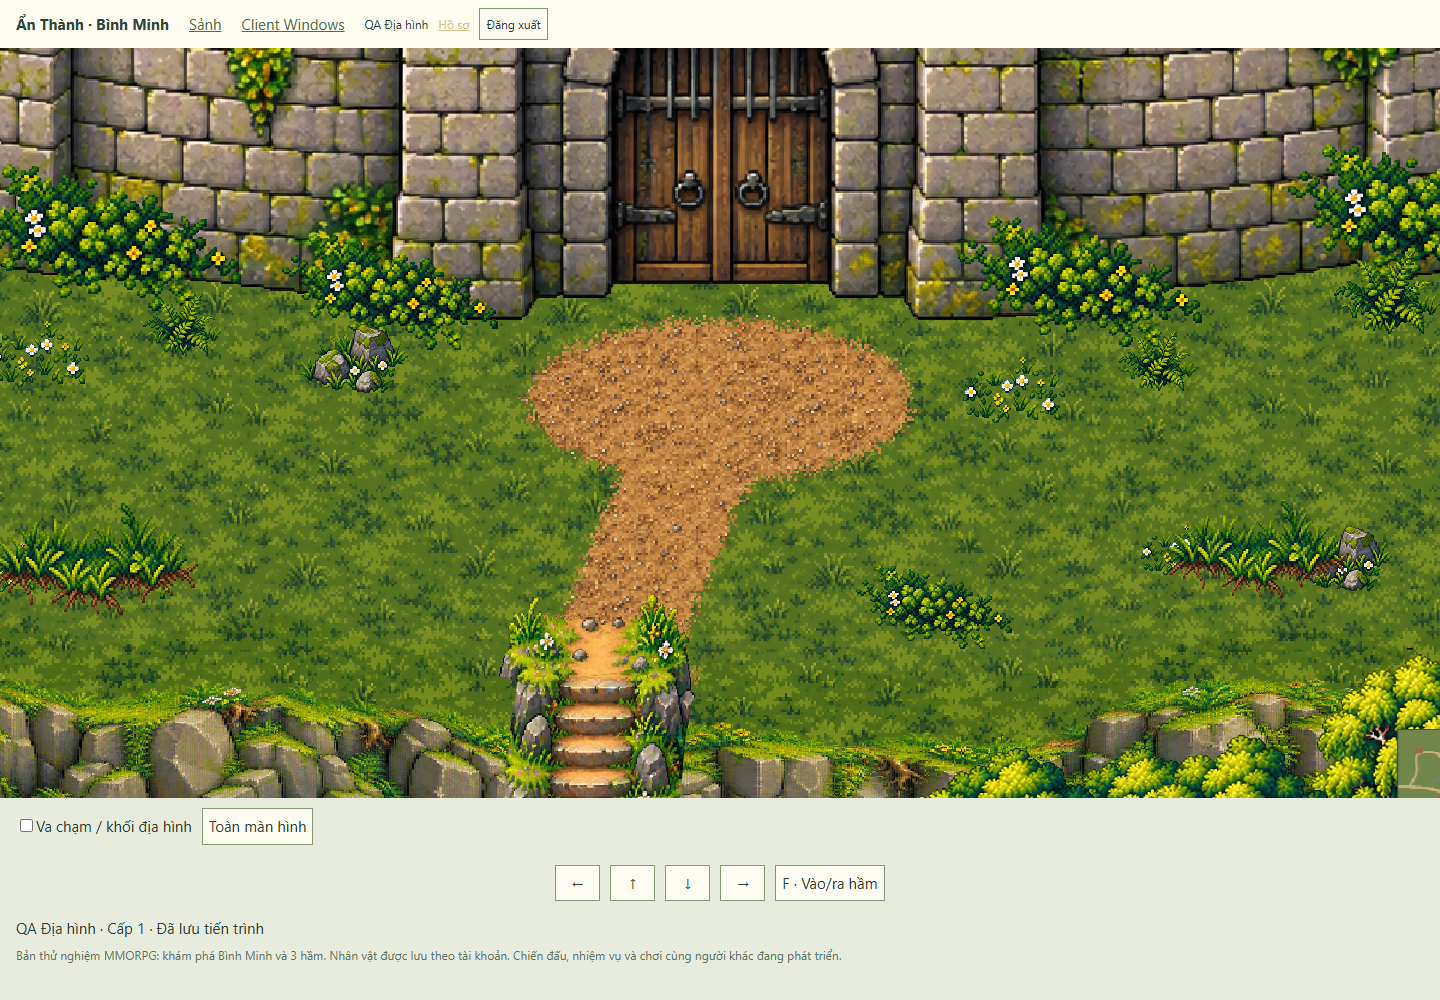 Ẩn Thành · Bình Minh Sảnh Client Windows QA Địa hình Hồ sơ Đăng xuất
Va chạm / khối địa hình Toàn màn hình
← ↑ ↓ → F · Vào/ra hầm
QA Địa hình · Cấp 1 · Đã lưu tiến trình
Bản thử nghiệm MMORPG: khám phá Bình Minh và 3 hầm. Nhân vật được lưu theo tài khoản. Chiến đấu, nhiệm vụ và chơi cùng người khác đang phát triển.